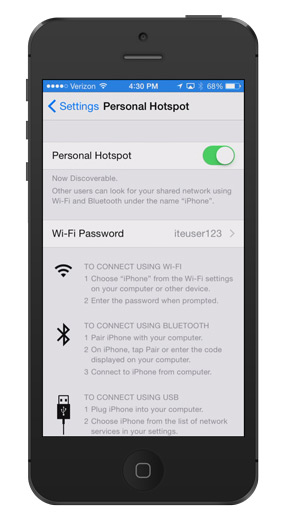 Verizon 4:30 PM 68%
Settings Personal Hotspot
Personal Hotspot
Now Discoverable.
Other users can look for your shared network using
Wi-Fi and Bluetooth under the name “iPhone”.
Wi-Fi Password iteuser123
TO CONNECT USING WI-FI
1 Choose “iPhone” from the Wi-Fi settings
on your computer or other device.
2 Enter the password when prompted.
TO CONNECT USING BLUETOOTH
1 Pair iPhone with your computer.
2 On iPhone, tap Pair or enter the code
displayed on your computer.
3 Connect to iPhone from computer.
TO CONNECT USING USB
1 Plug iPhone into your computer.
2 Choose iPhone from the list of network
services in your settings.